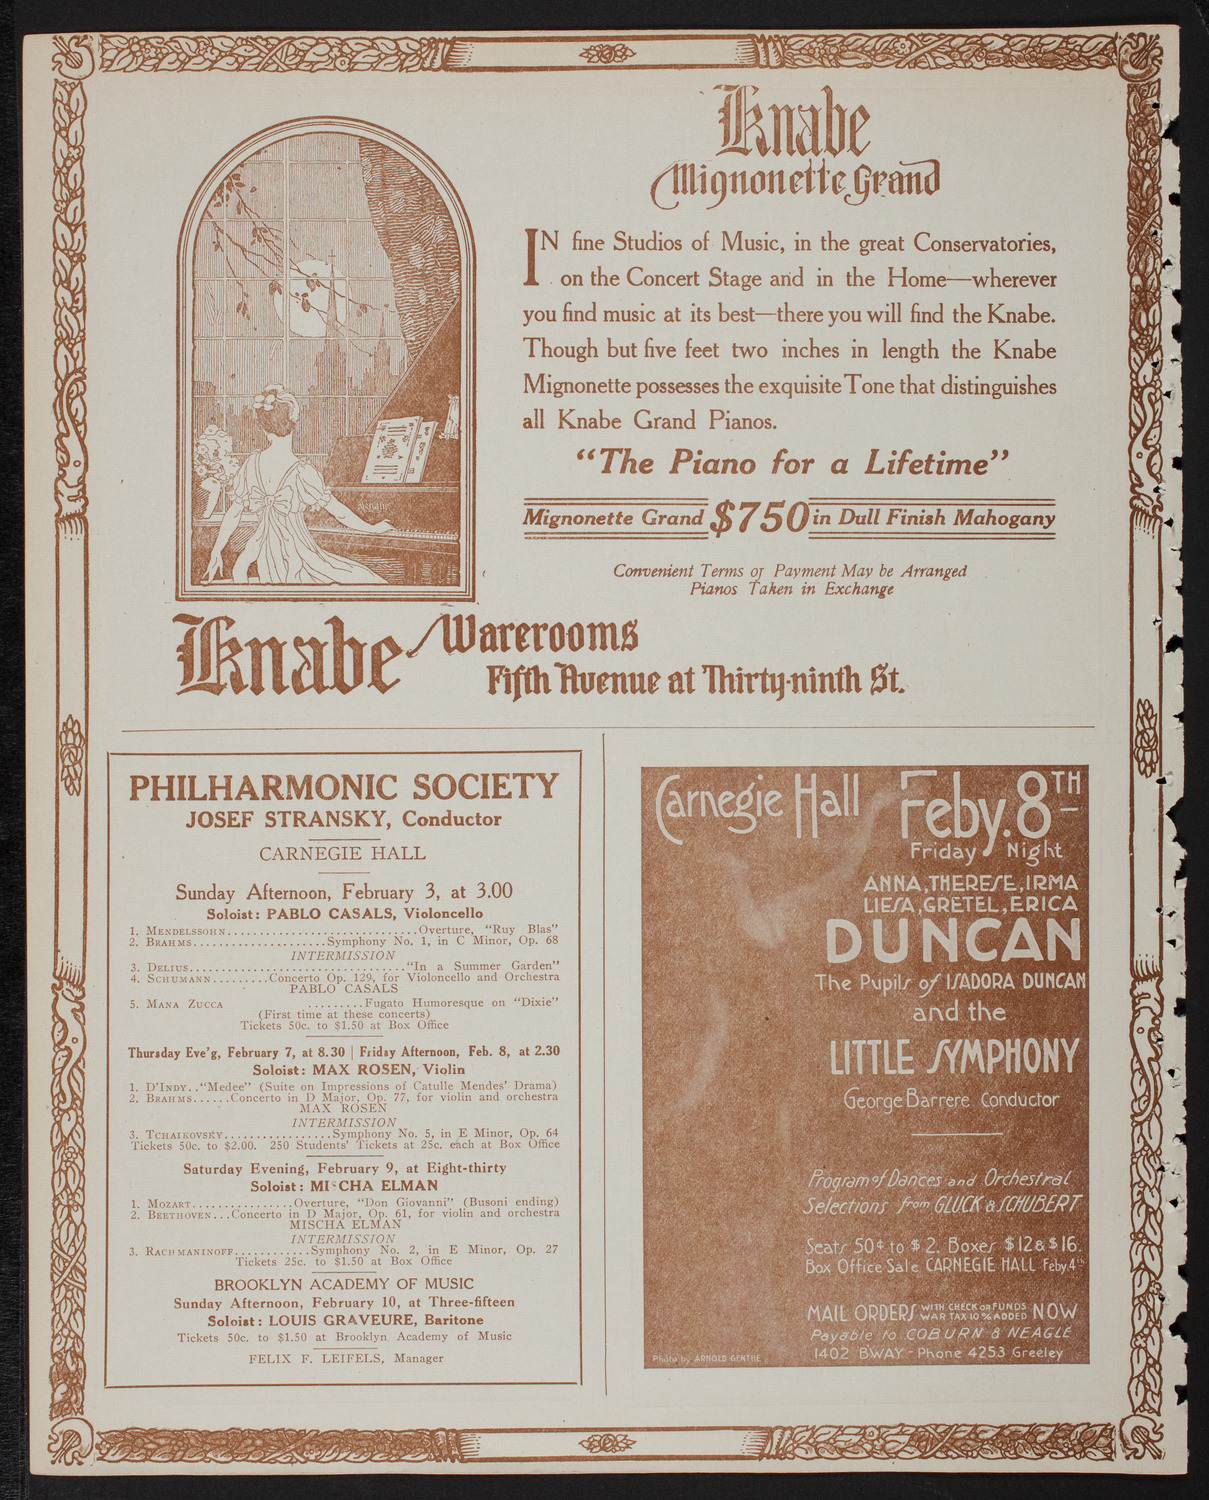 Knabe
Mignonette Grand
IN fine Studios of Music, in the great Conservatories,
on the Concert Stage and in the Home—wherever
you find music at its best—there you will find the Knabe.
Though but five feet two inches in length the Knabe
Mignonette possesses the exquisite Tone that distinguishes
all Knabe Grand Pianos.
"The Piano for a Lifetime"
Mignonette Grand $750 in Dull Finish Mahogany
Convenient Terms of Payment May be Arranged
Pianos Taken in Exchange
Knabe Warerooms
Fifth Avenue at Thirty-ninth St.
PHILHARMONIC SOCIETY
JOSEF STRANSKY, Conductor
CARNEGIE HALL
Sunday Afternoon, February 3, at 3.00
Soloist: PABLO CASALS, Violoncello
1. MENDELSSOHN............................Overture, "Ruy Blas"
2. BRAHMS.....................Symphony No. 1, in C Minor, Op. 68
INTERMISSION
3. DELIUS................................."In a Summer Garden"
4. SCHUMANN.........Concerto Op. 129, for Violoncello and Orchestra
PABLO CASALS
5. MANA ZUCCA .........Fugato Humoresque on "Dixie"
(First time at these concerts)
Tickets 50c. to $1.50 at Box Office
Thursday Eve'g, February 7, at 8.30 | Friday Afternoon, Feb. 8, at 2.30
Soloist: MAX ROSEN, Violin
1. D'INDY.."Medee" (Suite on Impressions of Catulle Mendes' Drama)
2. BRAHMS......Concerto in D Major, Op. 77, for violin and orchestra
MAX ROSEN
INTERMISSION
3. TCHAIKOVSKY.................Symphony No. 5, in E Minor, Op. 64
Tickets 50c. to $2.00. 250 Students' Tickets at 25c. each at Box Office
Saturday Evening, February 9, at Eight-thirty
Soloist: MISCHA ELMAN
1. MOZART................Overture, "Don Giovanni" (Busoni ending)
2. BEETHOVEN...Concerto in D Major, Op. 61, for violin and orchestra
MISCHA ELMAN
INTERMISSION
3. RACHMANINOFF............Symphony No. 2, in E Minor, Op. 27
Tickets 25c. to $1.50 at Box Office
BROOKLYN ACADEMY OF MUSIC
Sunday Afternoon, February 10, at Three-fifteen
Soloist: LOUIS GRAVEURE, Baritone
Tickets 50c. to $1.50 at Brooklyn Academy of Music
FELIX F. LEIFELS, Manager
Carnegie Hall Feby. 8TH
Friday Night
ANNA, THERESE, IRMA
LIESA, GRETEL, ERICA
DUNCAN
The Pupils of ISADORA DUNCAN
and the
LITTLE SYMPHONY
George Barrere Conductor
Program of Dances and Orchestral
Selections from GLUCK & SCHUBERT
Seats 50¢ to $2. Boxes $12 & $16.
Box Office Sale CARNEGIE HALL Feby. 4th
MAIL ORDERS WITH CHECK OR FUNDS WAR TAX 10% ADDED NOW
Payable to COBURN & NEAGLE
1402 BWAY - Phone 4253 Greeley
Photo by ARNOLD GENTHE